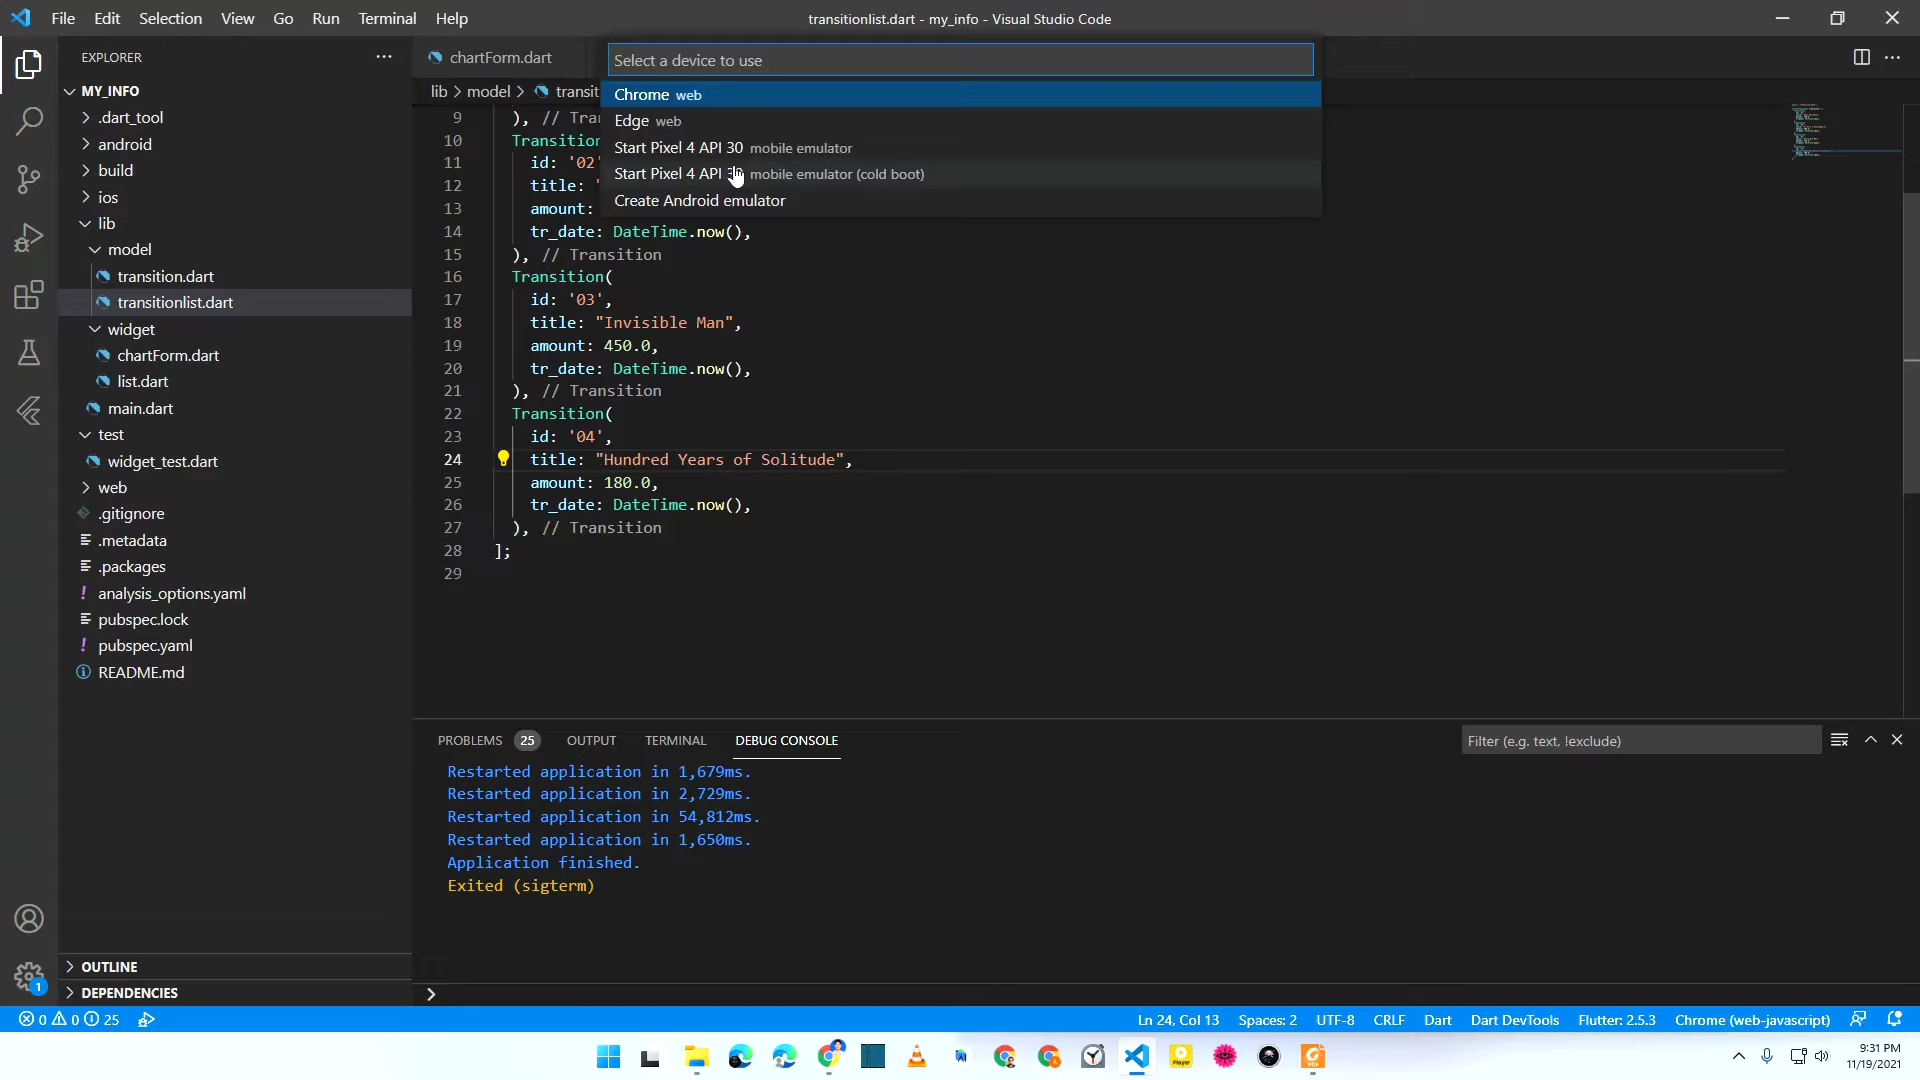 File Edit Selection View Go Run Terminal Help
transitionlist.dart - my_info - Visual Studio Code
EXPLORER
MY_INFO
.dart_tool
android
build
ios
lib
model
transition.dart
transitionlist.dart
widget
chartForm.dart
list.dart
main.dart
test
widget_test.dart
web
.gitignore
.metadata
.packages
analysis_options.yaml
pubspec.lock
pubspec.yaml
README.md
OUTLINE
DEPENDENCIES
1
chartForm.dart
lib > model > transit
Select a device to use
Chrome web
Edge web
Start Pixel 4 API 30 mobile emulator
Start Pixel 4 API mobile emulator (cold boot)
Create Android emulator
9 ), // Tran
10 Transition
11 id: '02'
12 title: "
13 amount:
14 tr_date: DateTime.now(),
15 ), // Transition
16 Transition(
17 id: '03',
18 title: "Invisible Man",
19 amount: 450.0,
20 tr_date: DateTime.now(),
21 ), // Transition
22 Transition(
23 id: '04',
24 title: "Hundred Years of Solitude",
25 amount: 180.0,
26 tr_date: DateTime.now(),
27 ), // Transition
28 ];
29
PROBLEMS 25 OUTPUT TERMINAL DEBUG CONSOLE
Filter (e.g. text, !exclude)
Restarted application in 1,679ms.
Restarted application in 2,729ms.
Restarted application in 54,812ms.
Restarted application in 1,650ms.
Application finished.
Exited (sigterm)
0 0 25
Ln 24, Col 13 Spaces: 2 UTF-8 CRLF Dart Dart DevTools Flutter: 2.5.3 Chrome (web-javascript)
9:31 PM
11/19/2021